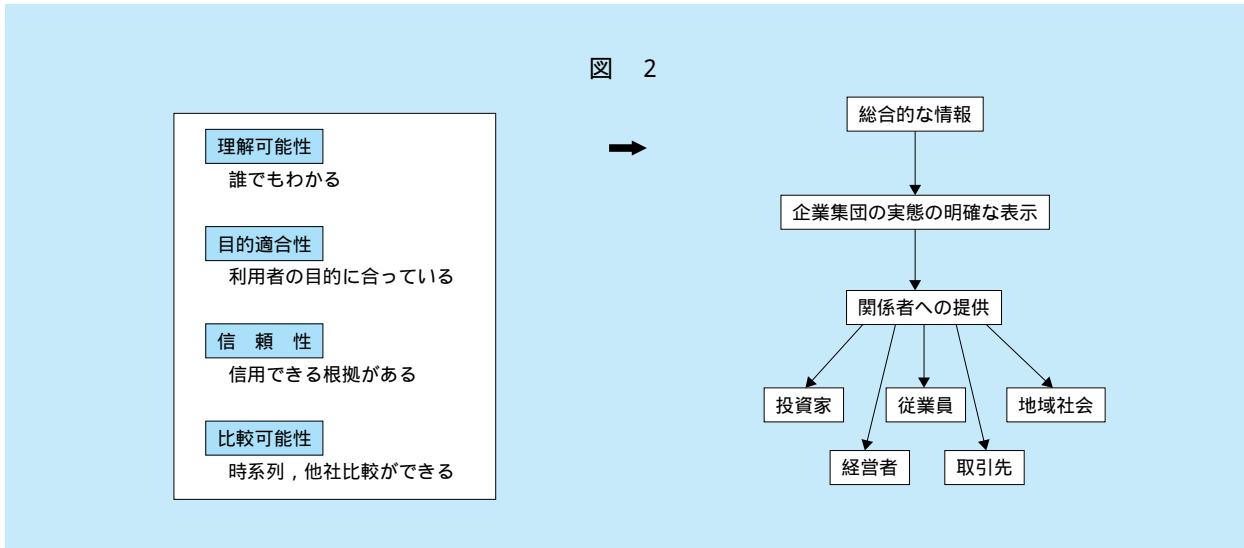 図 2
理解可能性
誰でもわかる
目的適合性
利用者の目的に合っている
信 頼 性
信用できる根拠がある
比較可能性
時系列，他社比較ができる
総合的な情報
企業集団の実態の明確な表示
関係者への提供
投資家
従業員
地域社会
経営者
取引先